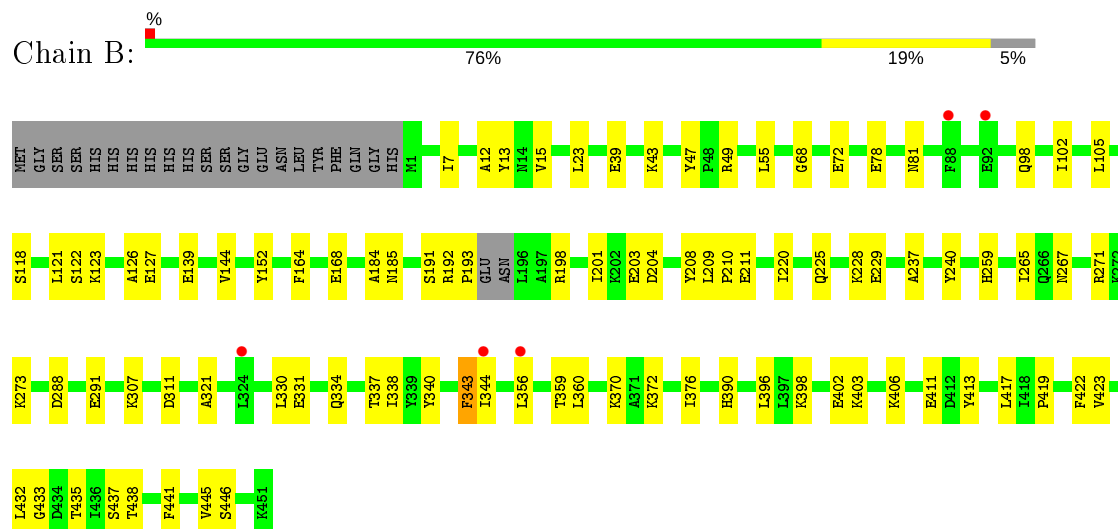 %
Chain B:
76% 19% 5%
MET GLY SER SER HIS HIS HIS HIS HIS HIS SER SER GLY GLU ASN LEU TYR PHE GLN GLY HIS M1 I7 A12 Y13 N14 V15 L23 E39 K43 Y47 P48 R49 L55 G68 E72 E78 N81 F88 E92 Q98 I102 L105
S118 L121 S122 K123 A126 E127 E139 V144 Y152 F164 E168 A184 N185 S191 R192 P193 GLU ASN L196 A197 R198 I201 K202 E203 D204 Y208 L209 P210 E211 I220 Q225 K228 E229 A237 Y240 H259 I265 Q266 N267 R271 K272
K273 D288 E291 K307 D311 A321 L324 L330 E331 Q334 T337 I338 Y339 Y340 F343 I344 L356 T359 L360 K370 A371 K372 I376 H390 L396 L397 K398 E402 K403 K406 E411 D412 Y413 L417 I418 P419 F422 V423
L432 G433 D434 T435 I436 S437 T438 F441 V445 S446 K451